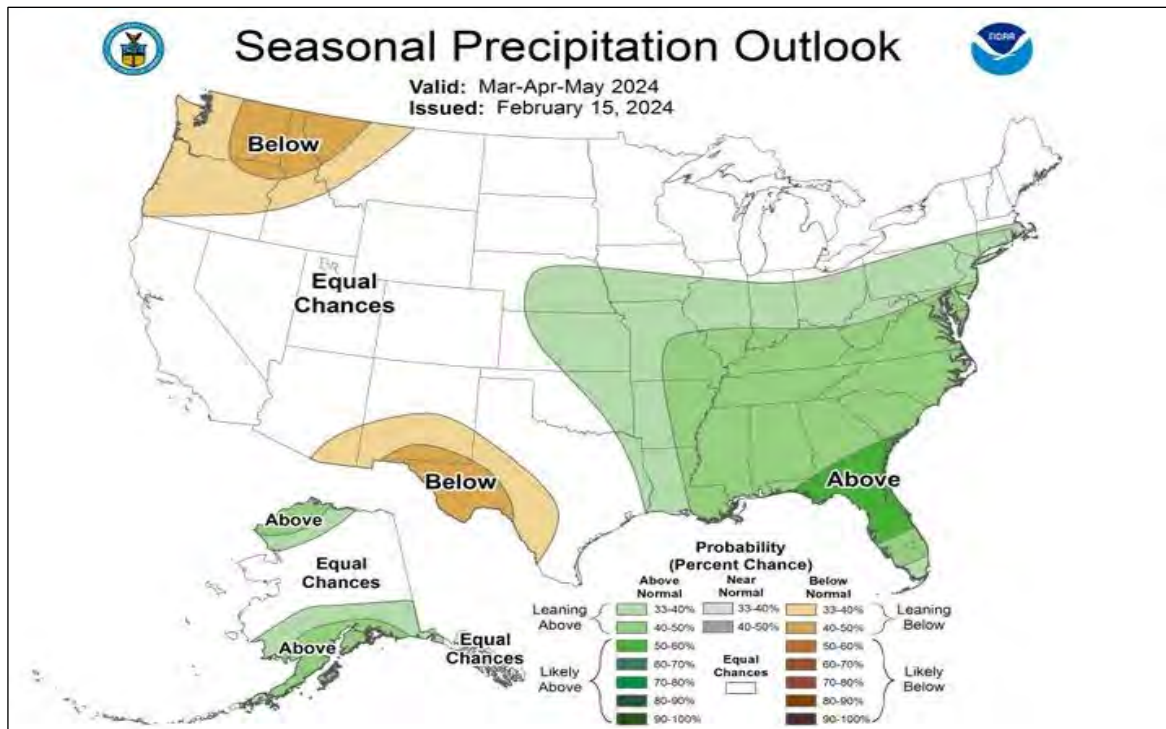 Seasonal Precipitation Outlook
NOAA
Valid: Mar-Apr-May 2024
Issued: February 15, 2024
Below
Equal
Chances
Below
Above
Above
Equal
Chances
Above
Equal
Chances
Probability
(Percent Chance)
Above
Normal
Near
Normal
Below
Normal
Leaning
Above
33-40%
33-40%
33-40%
Leaning
Below
40-50%
40-50%
40-50%
Likely
Above
50-60%
60-70%
70-80%
80-90%
90-100%
Equal
Chances
50-60%
60-70%
70-80%
80-90%
90-100%
Likely
Below